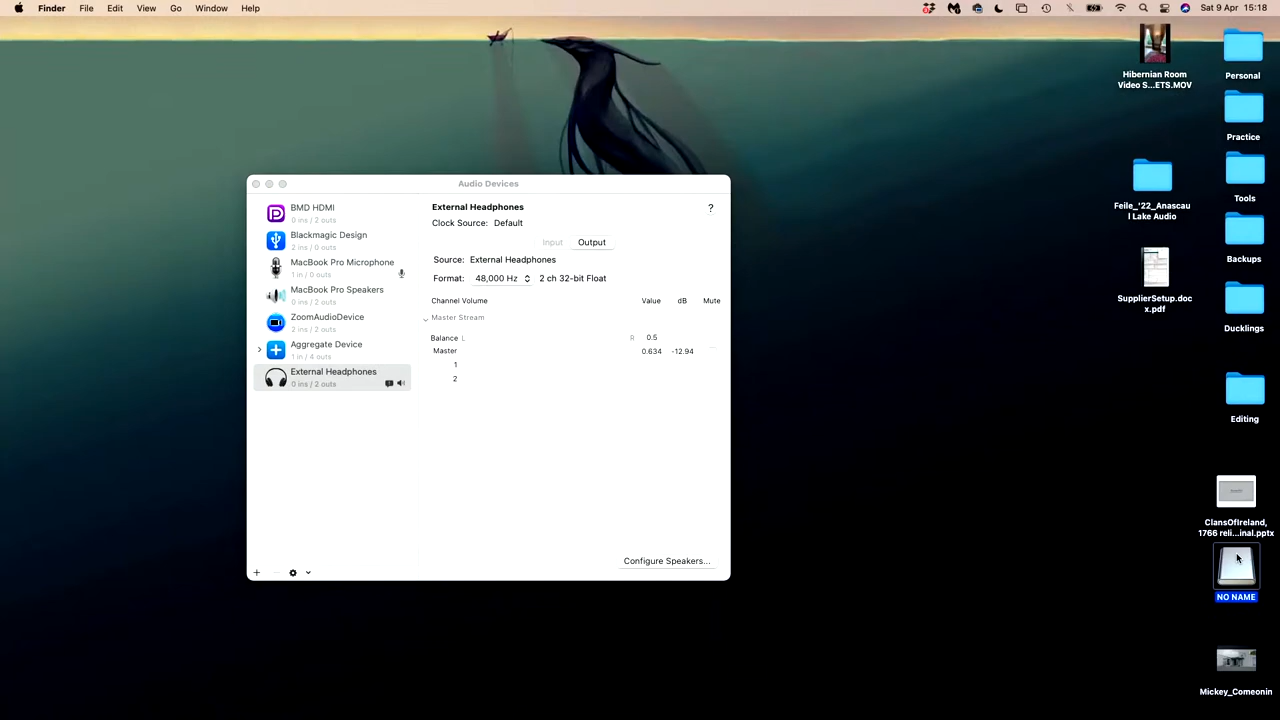 Finder File Edit View Go Window Help
Sat 9 Apr 15:18
Hibernian Room
Video S...ETS.MOV
Personal
Practice
Feile_'22_Anascau
l Lake Audio
Tools
Backups
SupplierSetup.doc
x.pdf
Ducklings
Editing
ClansOfIreland,
1766 reli...inal.pptx
NO NAME
Mickey_Comeonin
Audio Devices
BMD HDMI
0 ins / 2 outs
Blackmagic Design
2 ins / 0 outs
MacBook Pro Microphone
1 in / 0 outs
MacBook Pro Speakers
0 ins / 2 outs
ZoomAudioDevice
2 ins / 2 outs
Aggregate Device
1 in / 4 outs
External Headphones
0 ins / 2 outs
External Headphones
?
Clock Source: Default
Input Output
Source: External Headphones
Format: 48,000 Hz 2 ch 32-bit Float
Channel Volume Value dB Mute
Master Stream
Balance L R 0.5
Master 0.634 -12.94
1
2
Configure Speakers...